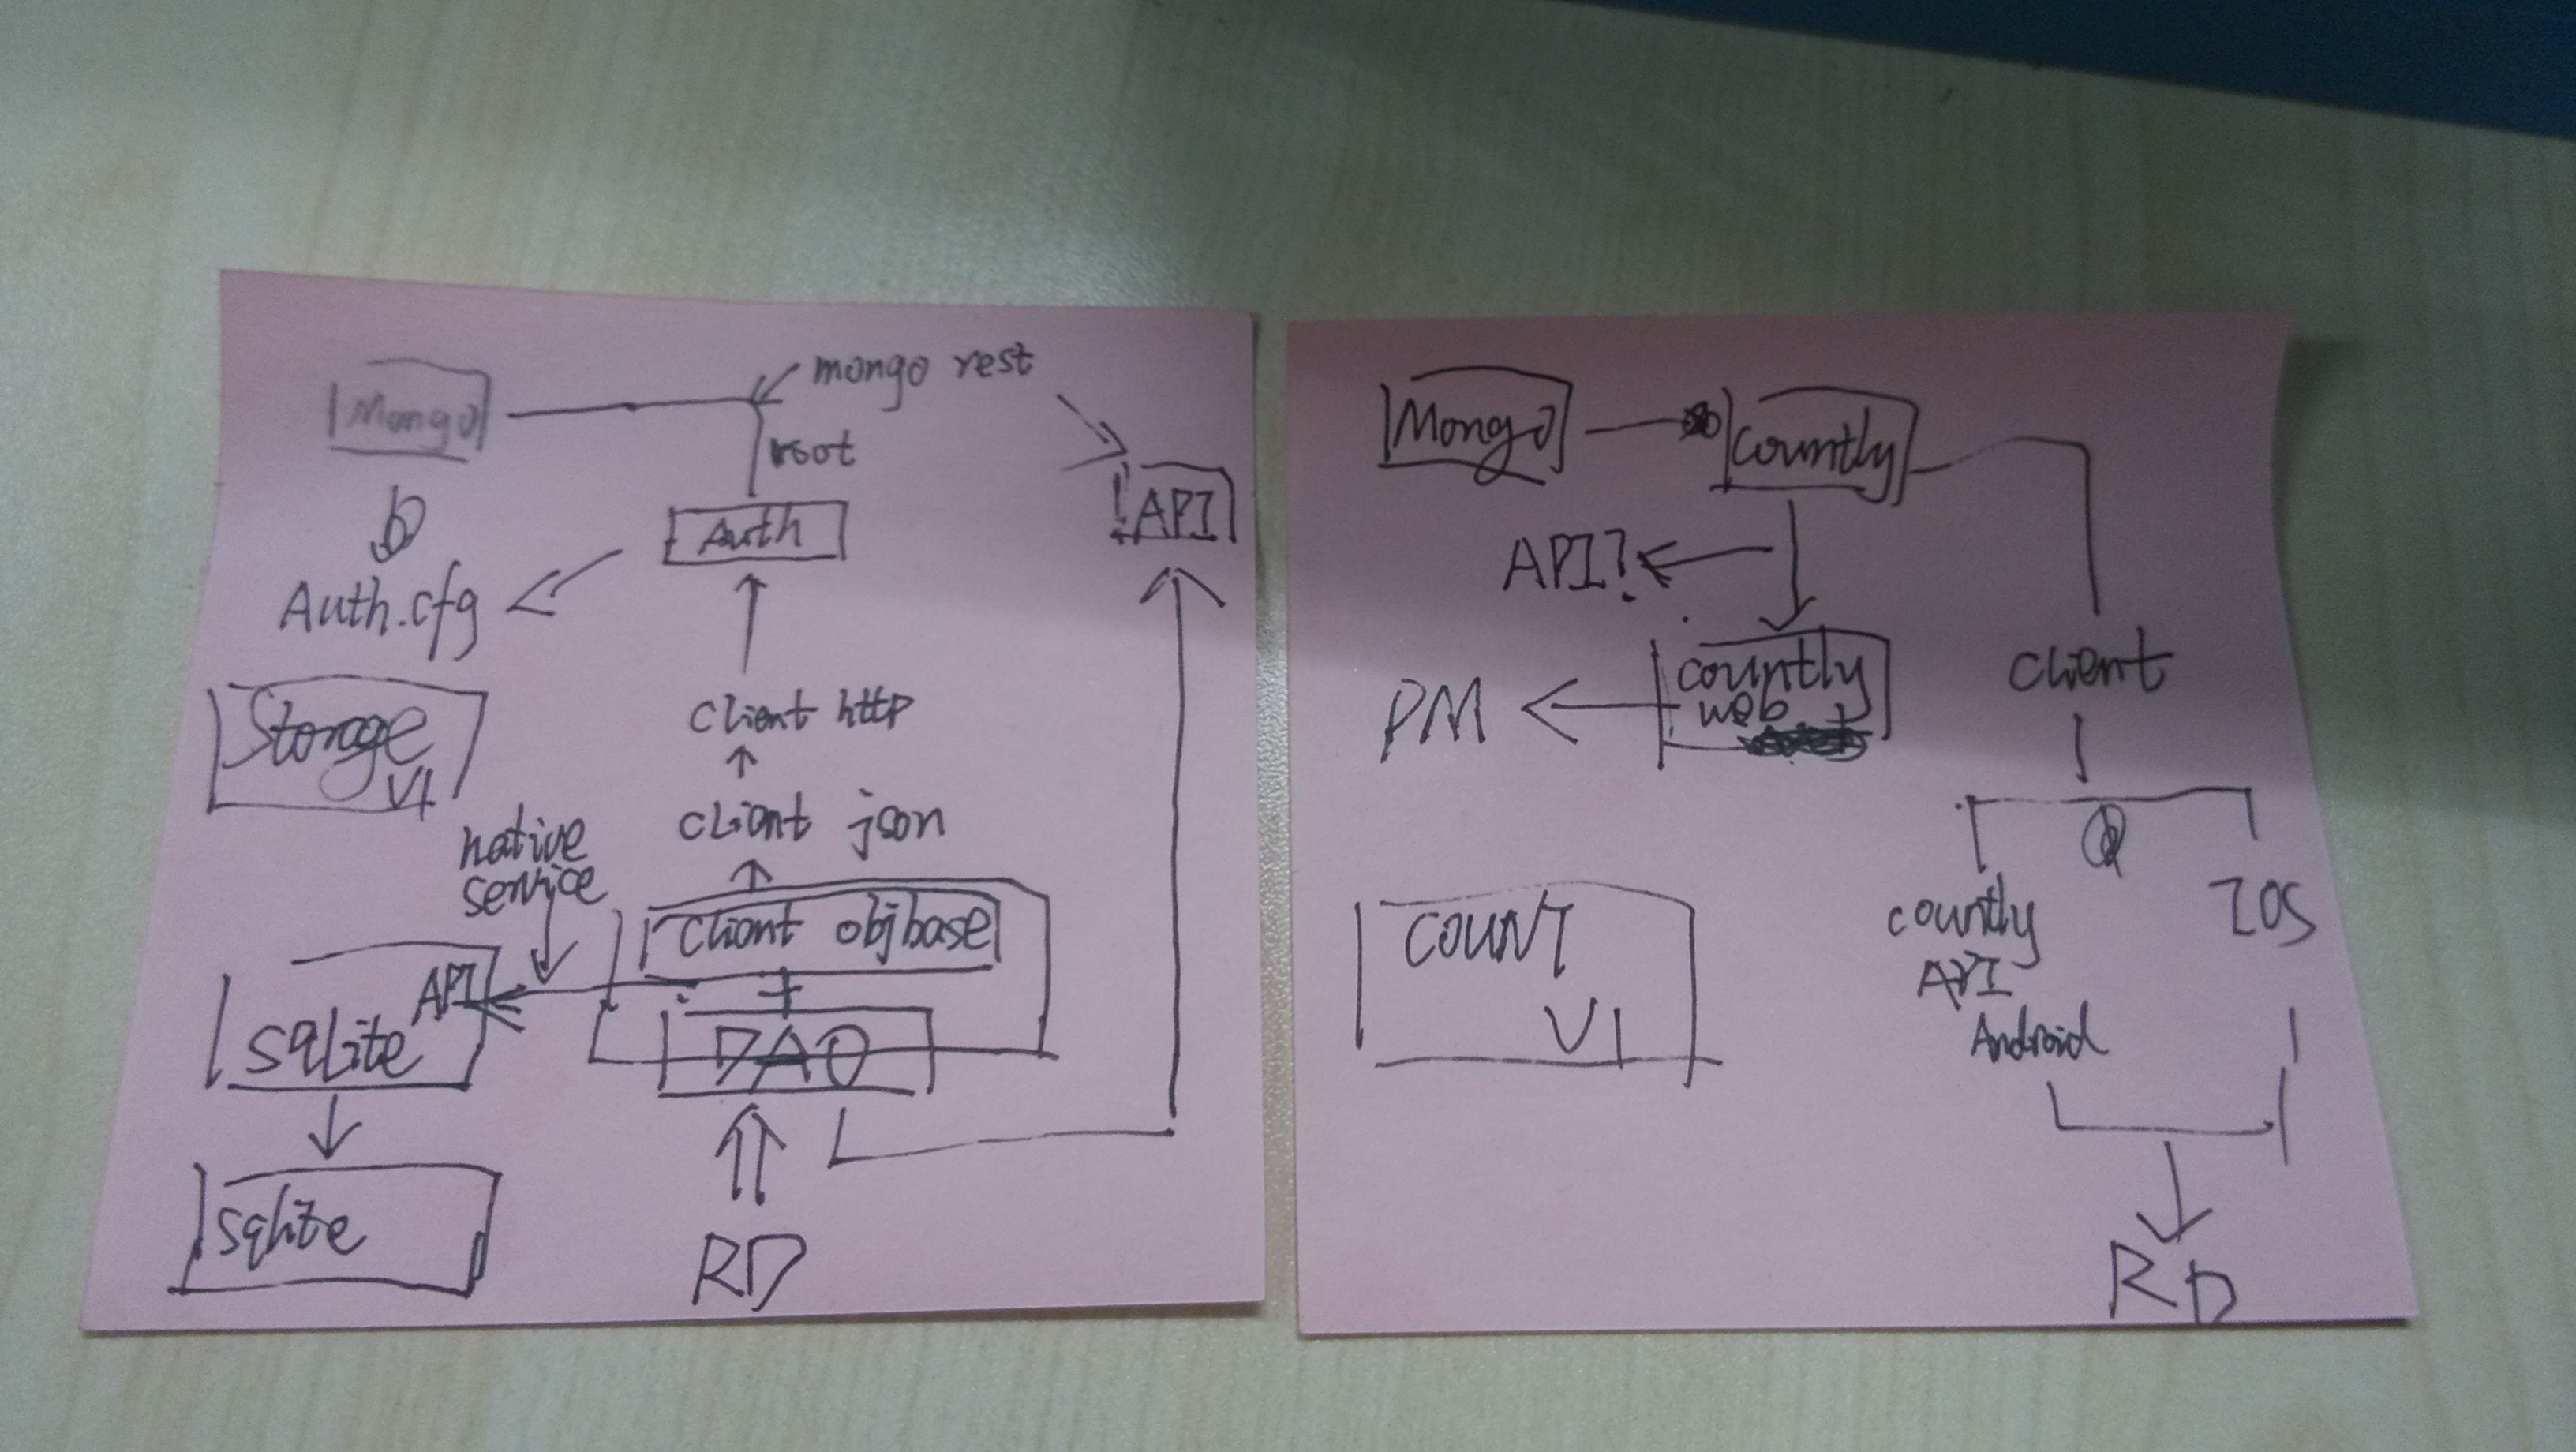 Mongo
mongo rest
root
API
Auth
Auth.cfg
Storage
V1
client http
client json
native
service
client objbase
API
sqlite
DAO
sqlite
RD
Mongo
countly
API?
countly
web
PM
client
COUNT
V1
countly
API
Android
IOS
RD